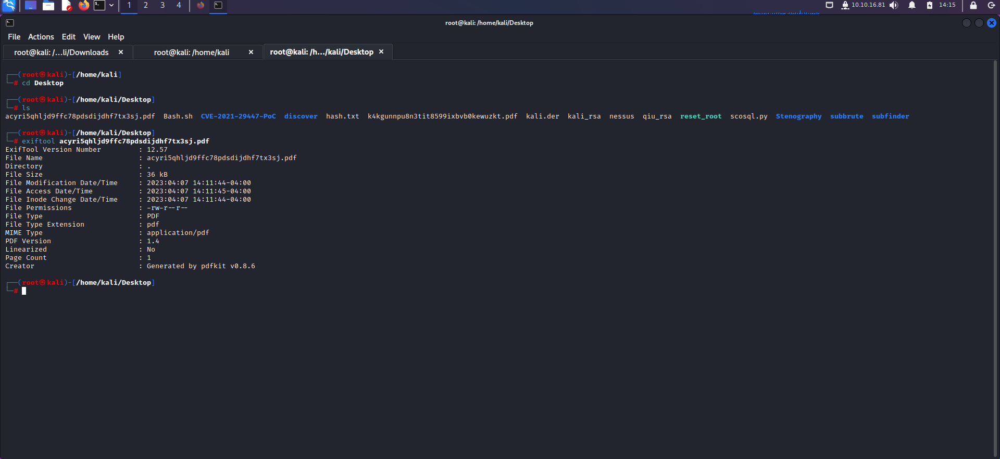 1 2 3 4 10.10.16.81 14:15
root@kali: /home/kali/Desktop
File Actions Edit View Help
root@kali: /...li/Downloads × root@kali: /home/kali × root@kali: /h.../kali/Desktop ×
┌──(root㉿kali)-[/home/kali]
└─# cd Desktop
┌──(root㉿kali)-[/home/kali/Desktop]
└─# ls
acyri5qhljd9ffc78pdsdijdhf7tx3sj.pdf Bash.sh CVE-2021-29447-PoC discover hash.txt k4kgunnpu8n3tit8599ixbvb0kewuzkt.pdf kali.der kali_rsa nessus qiu_rsa reset_root scosql.py Stenography subbrute subfinder
┌──(root㉿kali)-[/home/kali/Desktop]
└─# exiftool acyri5qhljd9ffc78pdsdijdhf7tx3sj.pdf
ExifTool Version Number : 12.57
File Name : acyri5qhljd9ffc78pdsdijdhf7tx3sj.pdf
Directory : .
File Size : 36 kB
File Modification Date/Time : 2023:04:07 14:11:44-04:00
File Access Date/Time : 2023:04:07 14:11:45-04:00
File Inode Change Date/Time : 2023:04:07 14:11:44-04:00
File Permissions : -rw-r--r--
File Type : PDF
File Type Extension : pdf
MIME Type : application/pdf
PDF Version : 1.4
Linearized : No
Page Count : 1
Creator : Generated by pdfkit v0.8.6
┌──(root㉿kali)-[/home/kali/Desktop]
└─#